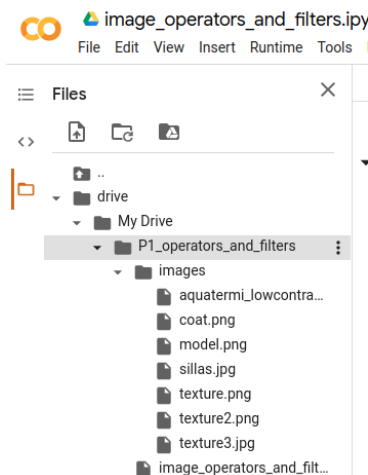 image_operators_and_filters.ipy
File Edit View Insert Runtime Tools
Files
..
drive
My Drive
P1_operators_and_filters
images
aquatermi_lowcontra...
coat.png
model.png
sillas.jpg
texture.png
texture2.png
texture3.jpg
image_operators_and_filt...